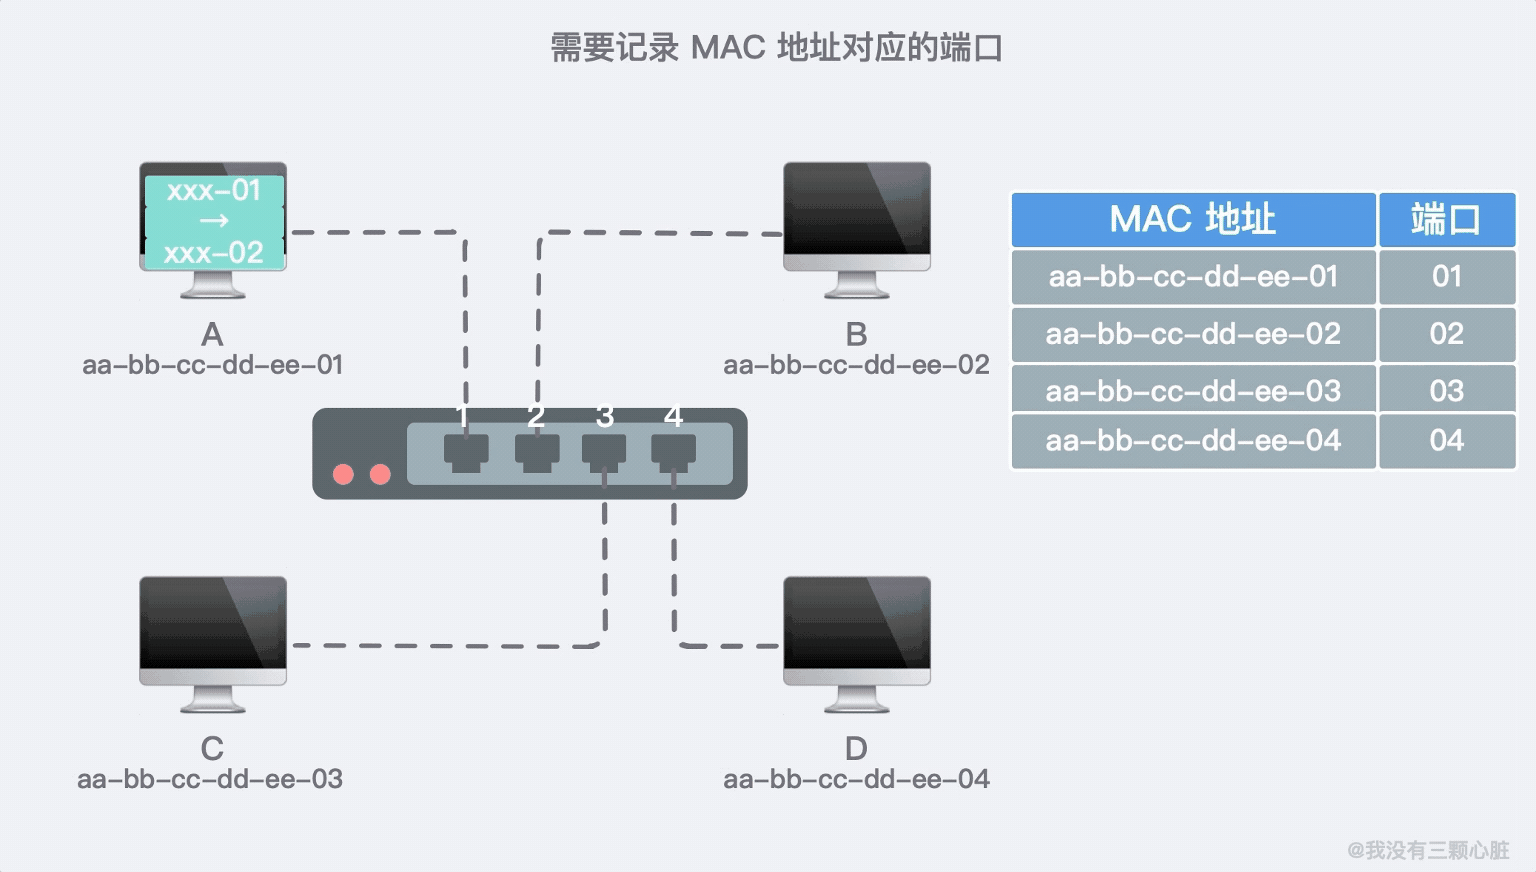 需要记录 MAC 地址对应的端口
xxx-01
→
xxx-02
A
aa-bb-cc-dd-ee-01
B
aa-bb-cc-dd-ee-02
MAC 地址 端口
aa-bb-cc-dd-ee-01 01
aa-bb-cc-dd-ee-02 02
aa-bb-cc-dd-ee-03 03
aa-bb-cc-dd-ee-04 04
1 2 3 4
C
aa-bb-cc-dd-ee-03
D
aa-bb-cc-dd-ee-04
@我没有三颗心脏